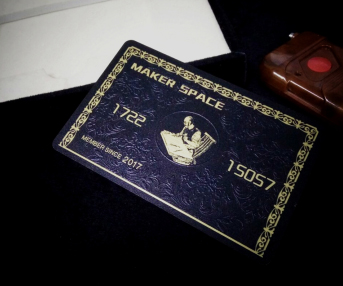 MAKER SPACE
1722
15057
MEMBER SINCE 2017